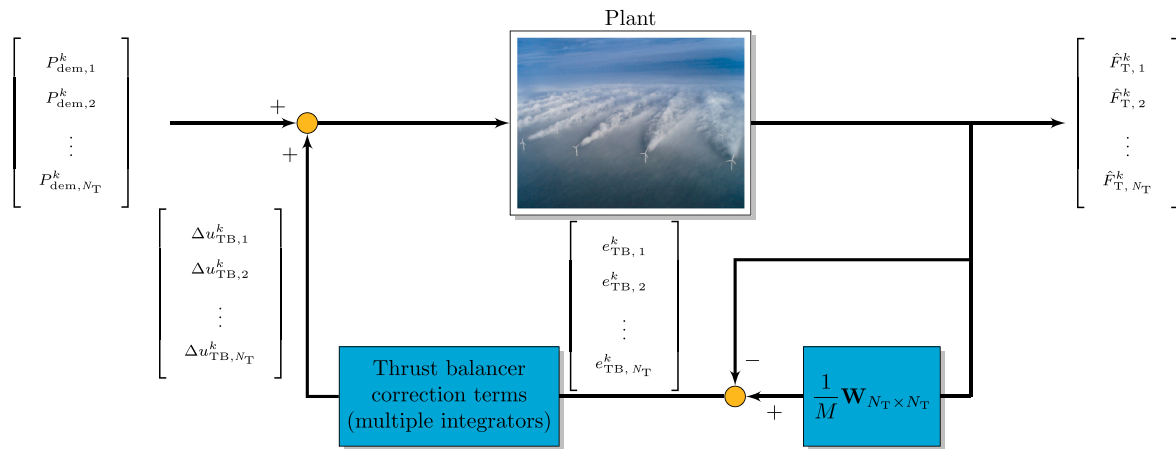 Plant
P^k_{dem,1}
P^k_{dem,2}
⋮
P^k_{dem,N_T}
+
+
F̂^k_{T,1}
F̂^k_{T,2}
⋮
F̂^k_{T,N_T}
Δu^k_{TB,1}
Δu^k_{TB,2}
⋮
Δu^k_{TB,N_T}
e^k_{TB,1}
e^k_{TB,2}
⋮
e^k_{TB,N_T}
Thrust balancer
correction terms
(multiple integrators)
−
+
1/M W_{N_T×N_T}